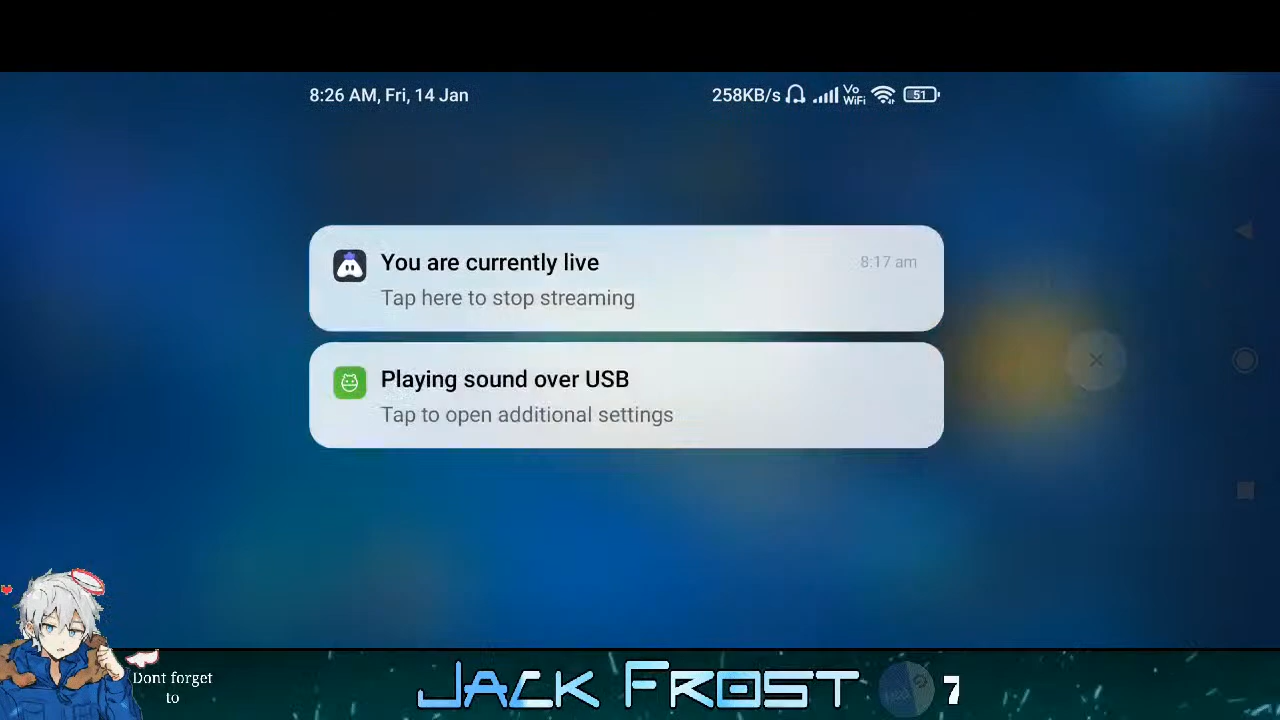 8:26 AM, Fri, 14 Jan
258KB/s Vo WiFi 51
You are currently live
8:17 am
Tap here to stop streaming
Playing sound over USB
Tap to open additional settings
Dont forget
to
JACK FROST
7